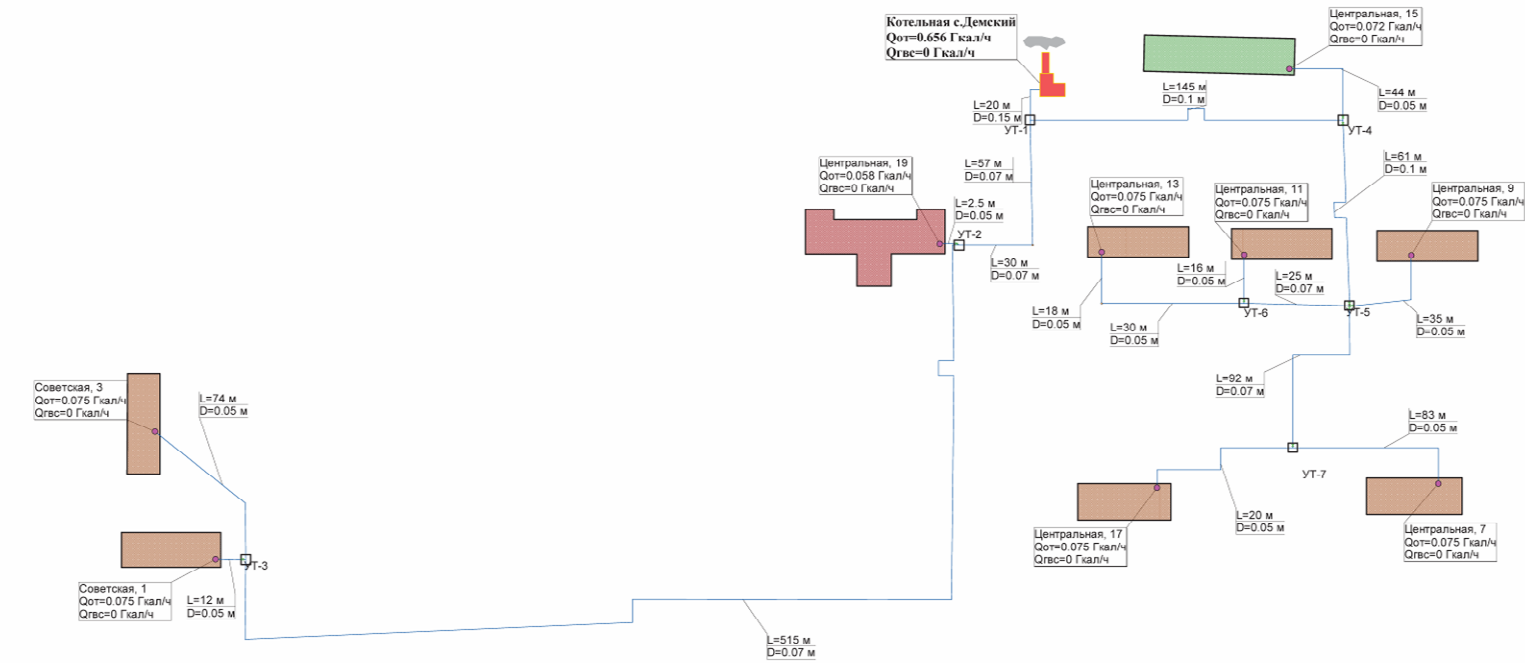 Котельная с.Демский
Qот=0.656 Гкал/ч
Qгвс=0 Гкал/ч
Центральная, 15
Qот=0.072 Гкал/ч
Qгвс=0 Гкал/ч
L=145 м
D=0.1 м
L=44 м
D=0.05 м
L=20 м
D=0.15 м
УТ-1
УТ-4
Центральная, 19
Qот=0.058 Гкал/ч
Qгвс=0 Гкал/ч
L=57 м
D=0.07 м
L=61 м
D=0.1 м
Центральная, 13
Qот=0.075 Гкал/ч
Qгвс=0 Гкал/ч
Центральная, 11
Qот=0.075 Гкал/ч
Qгвс=0 Гкал/ч
Центральная, 9
Qот=0.075 Гкал/ч
Qгвс=0 Гкал/ч
L=2.5 м
D=0.05 м
УТ-2
L=30 м
D=0.07 м
L=16 м
D=0.05 м
L=25 м
D=0.07 м
L=18 м
D=0.05 м
L=30 м
D=0.05 м
УТ-6
УТ-5
L=35 м
D=0.05 м
L=92 м
D=0.07 м
Советская, 3
Qот=0.075 Гкал/ч
Qгвс=0 Гкал/ч
L=74 м
D=0.05 м
L=83 м
D=0.05 м
УТ-7
L=20 м
D=0.05 м
Центральная, 17
Qот=0.075 Гкал/ч
Qгвс=0 Гкал/ч
Центральная, 7
Qот=0.075 Гкал/ч
Qгвс=0 Гкал/ч
УТ-3
Советская, 1
Qот=0.075 Гкал/ч
Qгвс=0 Гкал/ч
L=12 м
D=0.05 м
L=515 м
D=0.07 м